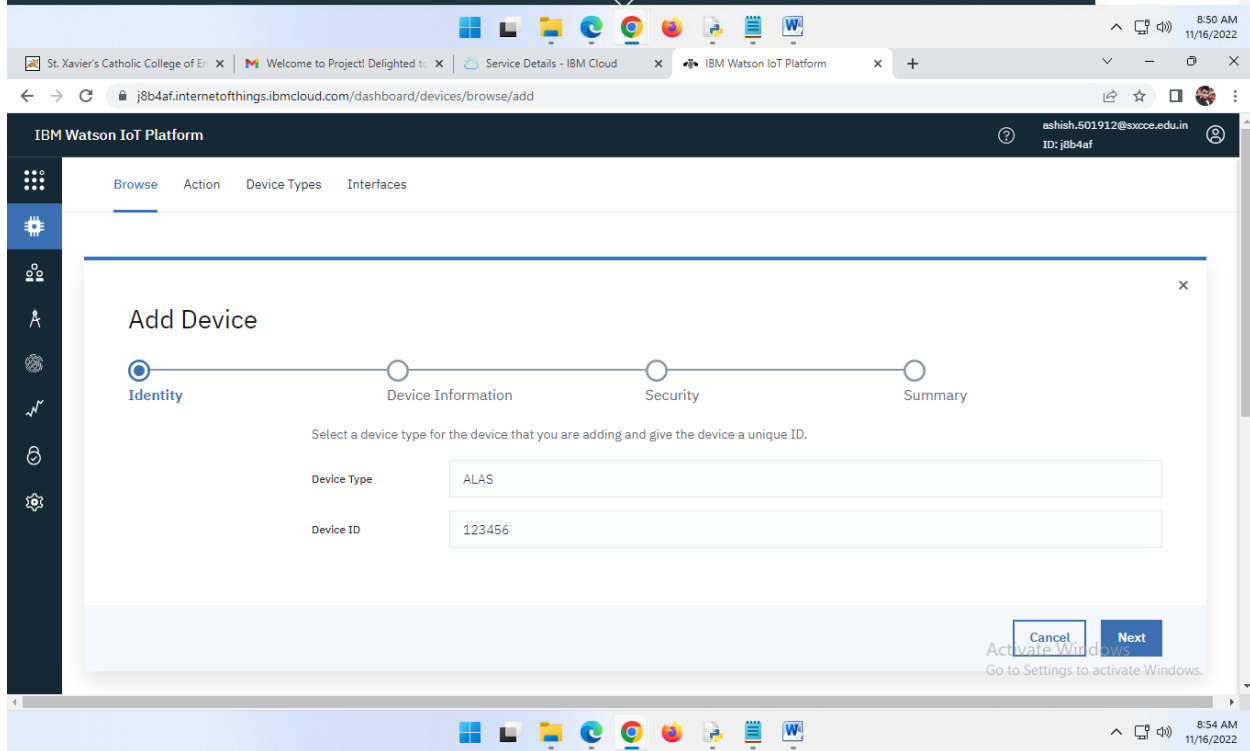 8:50 AM
11/16/2022
St. Xavier's Catholic College of En
Welcome to Project! Delighted to
Service Details - IBM Cloud
IBM Watson IoT Platform
j8b4af.internetofthings.ibmcloud.com/dashboard/devices/browse/add
IBM Watson IoT Platform
ashish.501912@sxcce.edu.in
ID: j8b4af
Browse Action Device Types Interfaces
Add Device
Identity Device Information Security Summary
Select a device type for the device that you are adding and give the device a unique ID.
Device Type ALAS
Device ID 123456
Cancel Next
Activate Windows
Go to Settings to activate Windows.
8:54 AM
11/16/2022